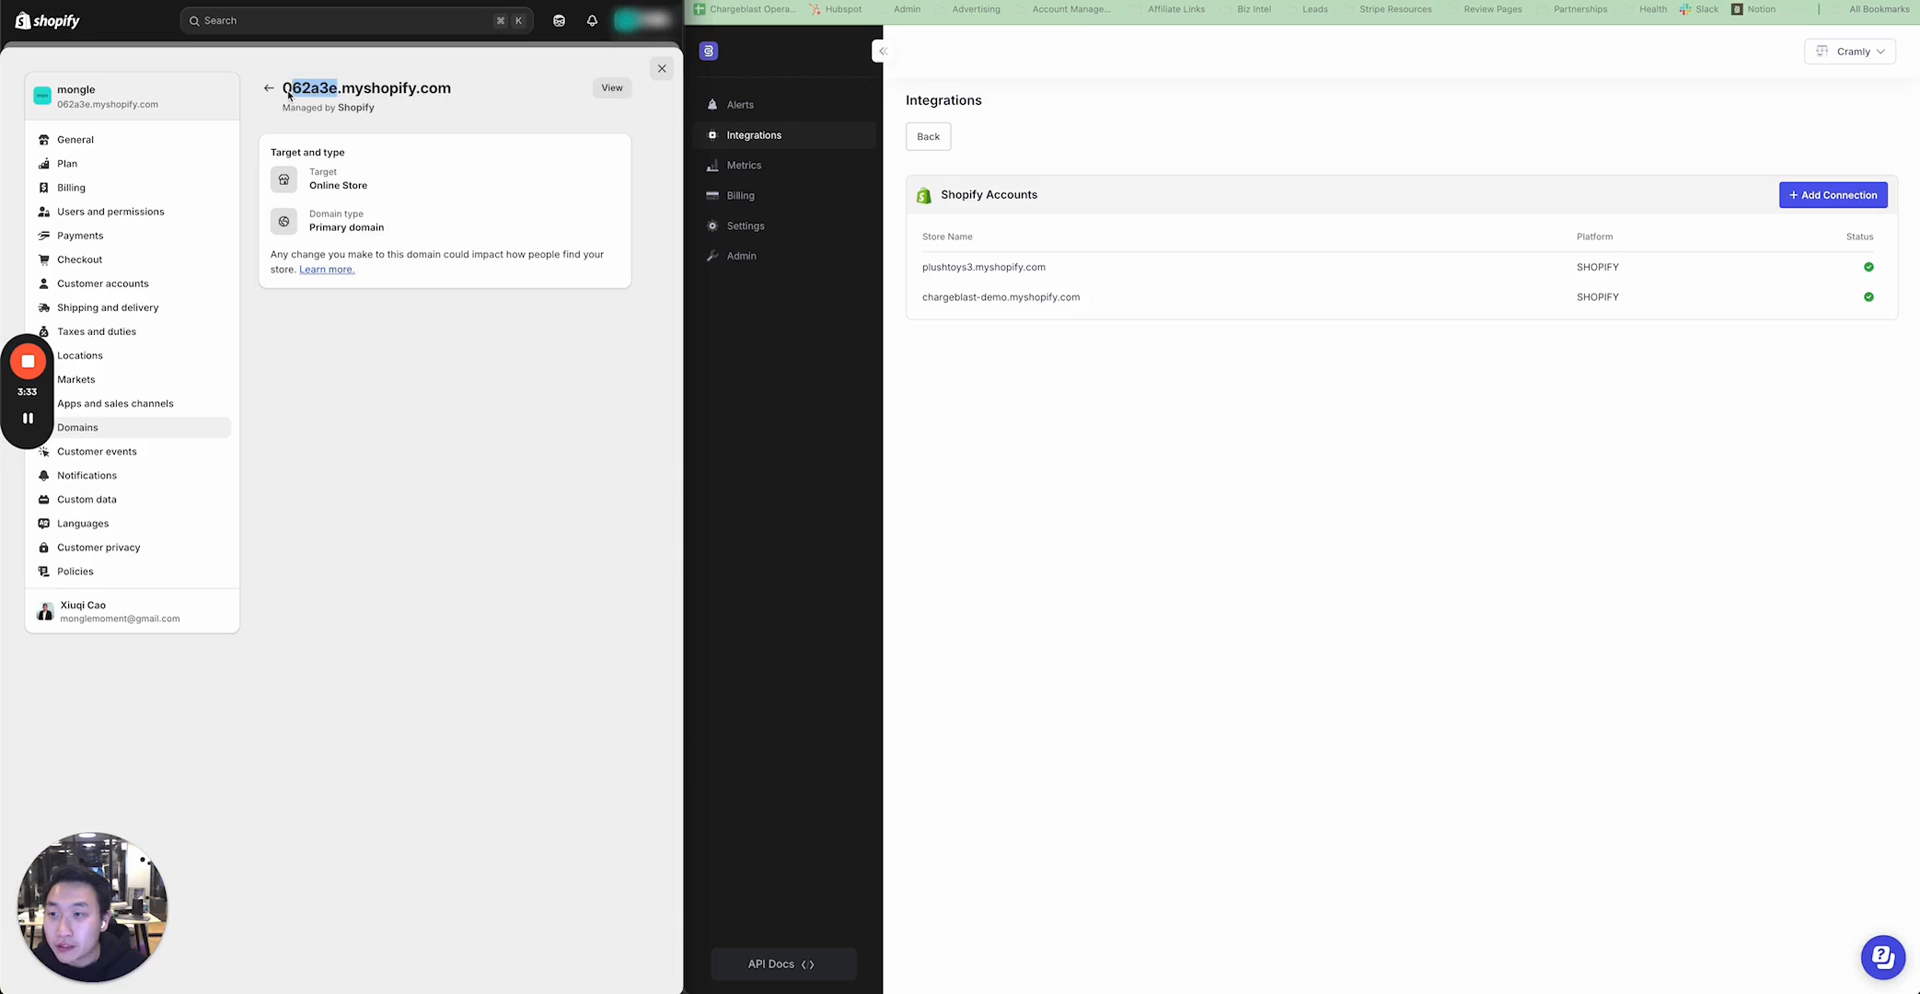 shopify
Search
⌘ K
mongle
062a3e.myshopify.com
General
Plan
Billing
Users and permissions
Payments
Checkout
Customer accounts
Shipping and delivery
Taxes and duties
Locations
Markets
Apps and sales channels
Domains
Customer events
Notifications
Custom data
Languages
Customer privacy
Policies
Xiuqi Cao
monglemoment@gmail.com
3:33
062a3e.myshopify.com
Managed by Shopify
View
Target and type
Target
Online Store
Domain type
Primary domain
Any change you make to this domain could impact how people find your
store. Learn more.
Chargeblast Opera...
Hubspot
Admin
Advertising
Account Manage...
Affiliate Links
Biz Intel
Leads
Stripe Resources
Review Pages
Partnerships
Health
Slack
Notion
All Bookmarks
Alerts
Integrations
Metrics
Billing
Settings
Admin
API Docs
Cramly
Integrations
Back
Shopify Accounts
+ Add Connection
Store Name Platform Status
plushtoys3.myshopify.com SHOPIFY
chargeblast-demo.myshopify.com SHOPIFY